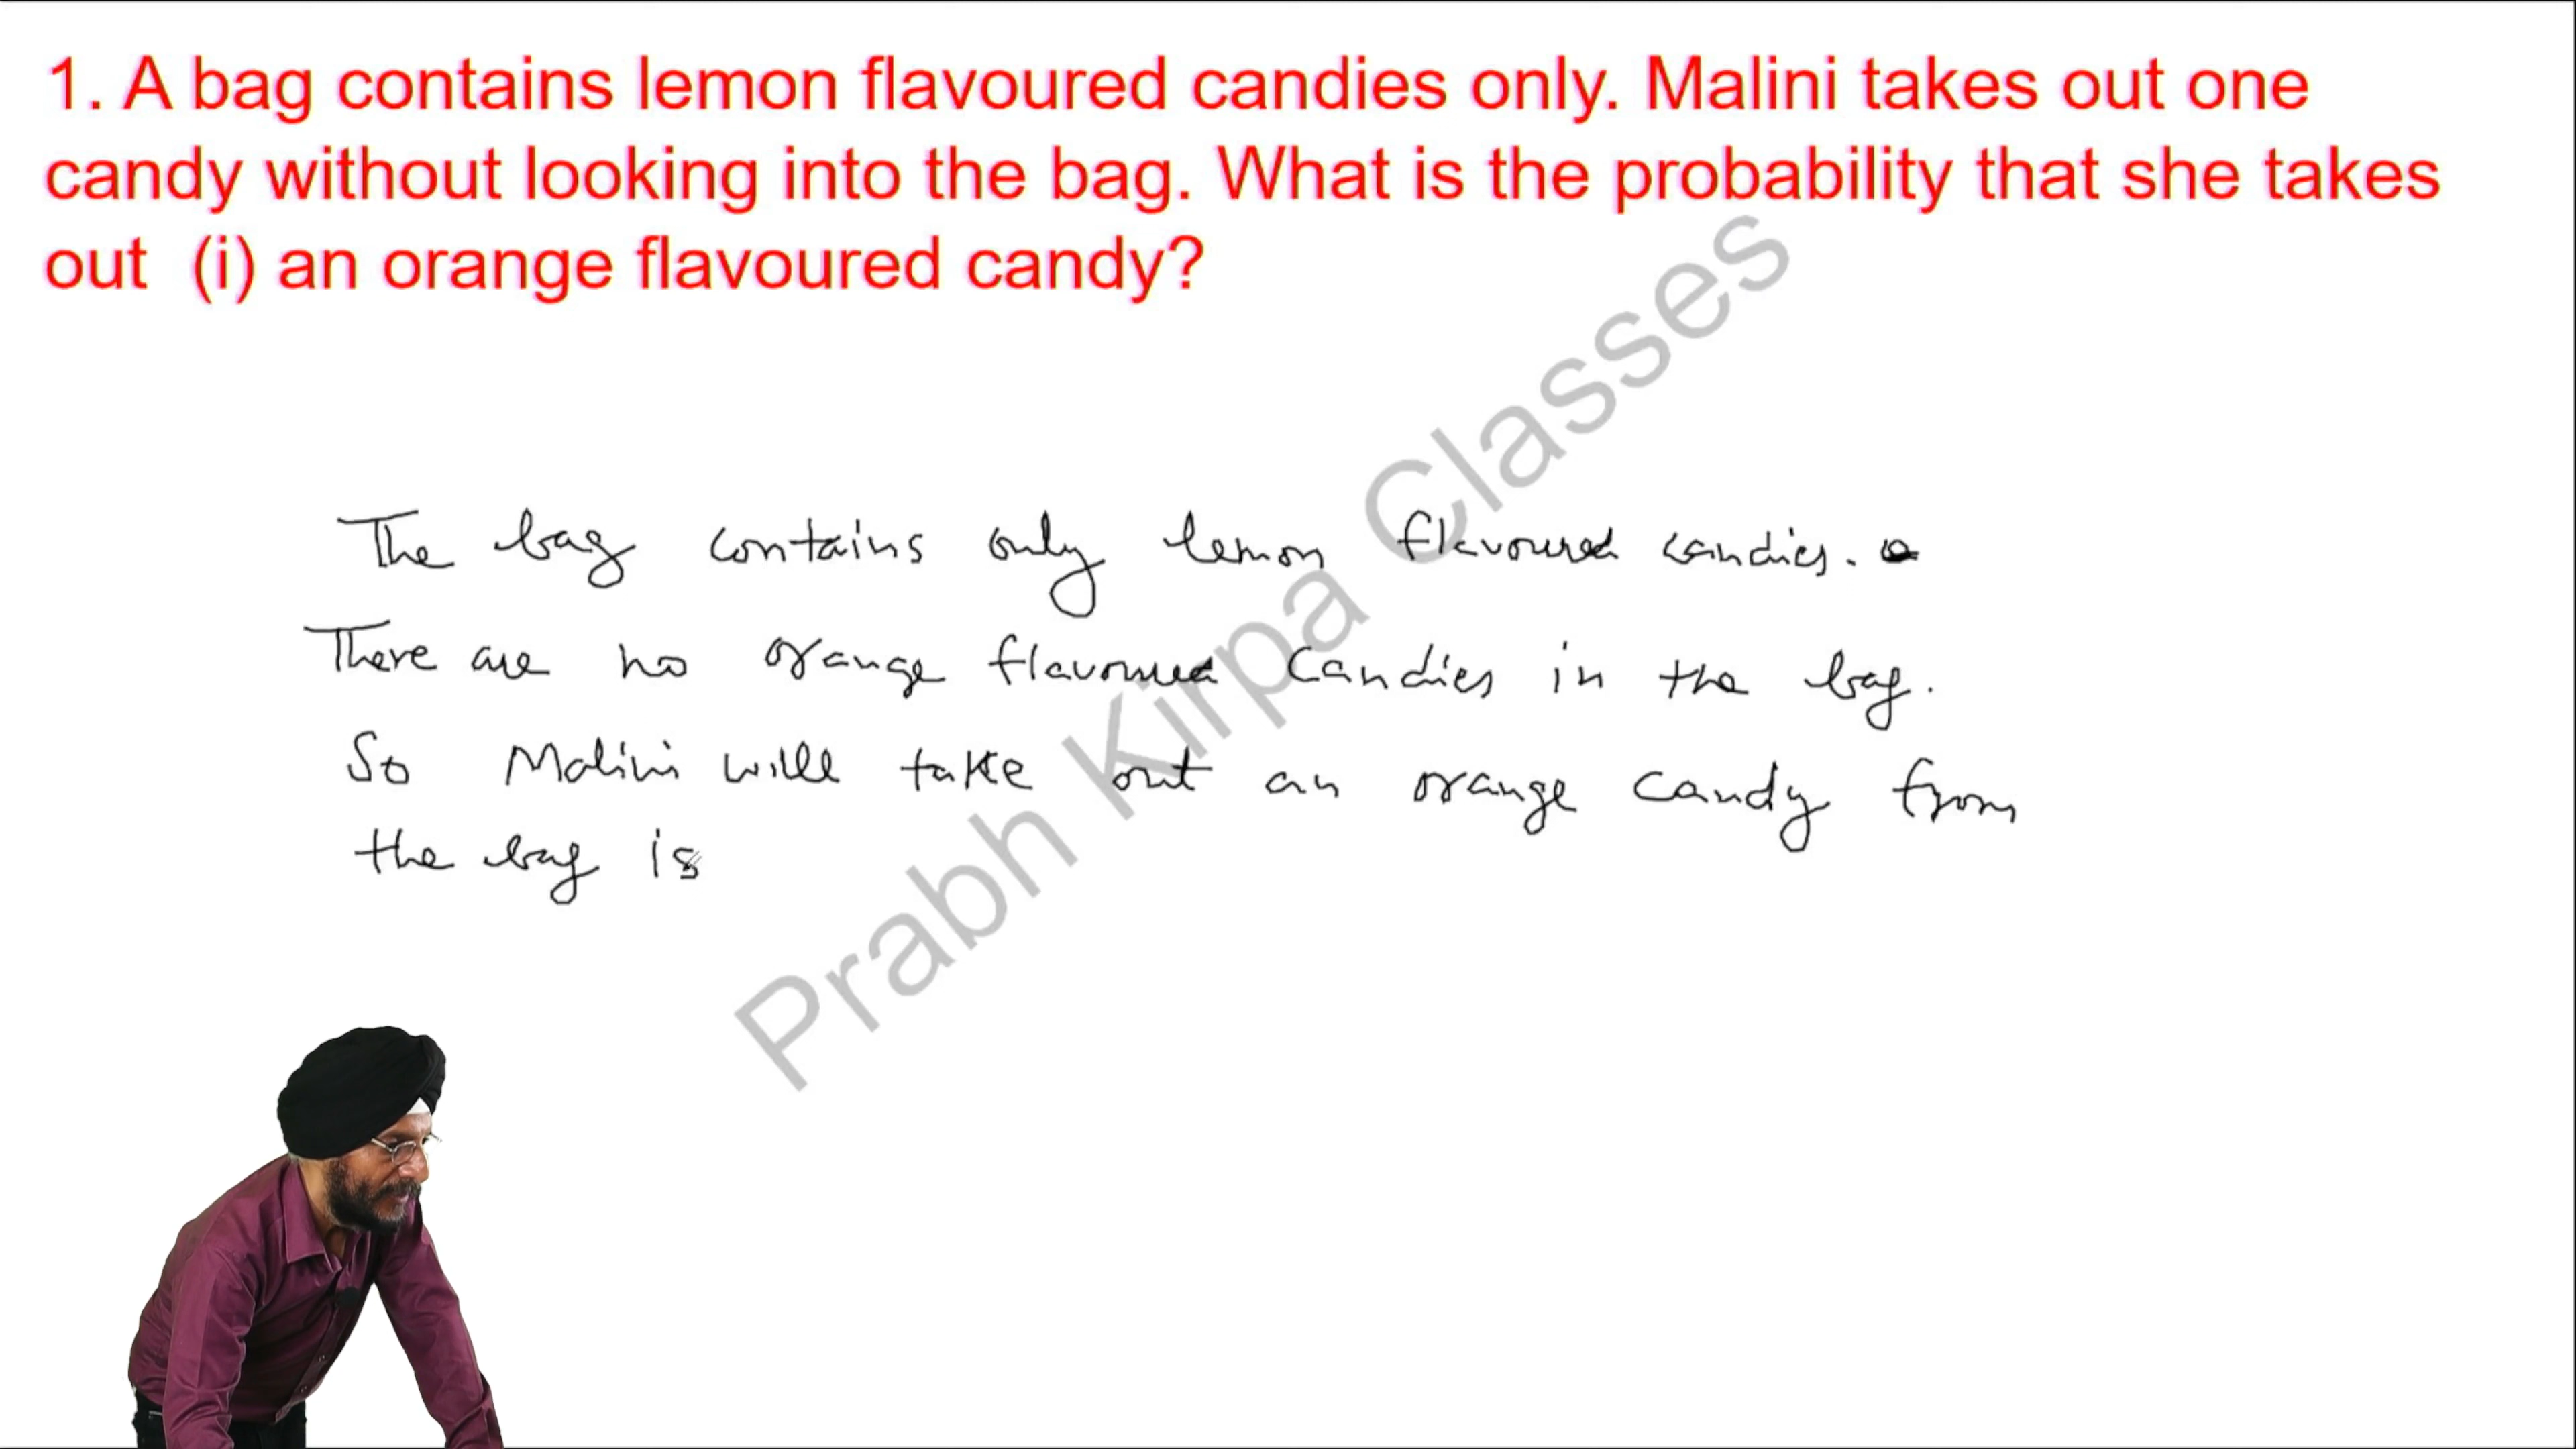 1. A bag contains lemon flavoured candies only. Malini takes out one
candy without looking into the bag. What is the probability that she takes
out (i) an orange flavoured candy?
The bag contains only lemon flavoured candies.
There are no orange flavoured candies in the bag.
So Malini will take out an orange candy from
the bag is
Prabh Kirpa Classes